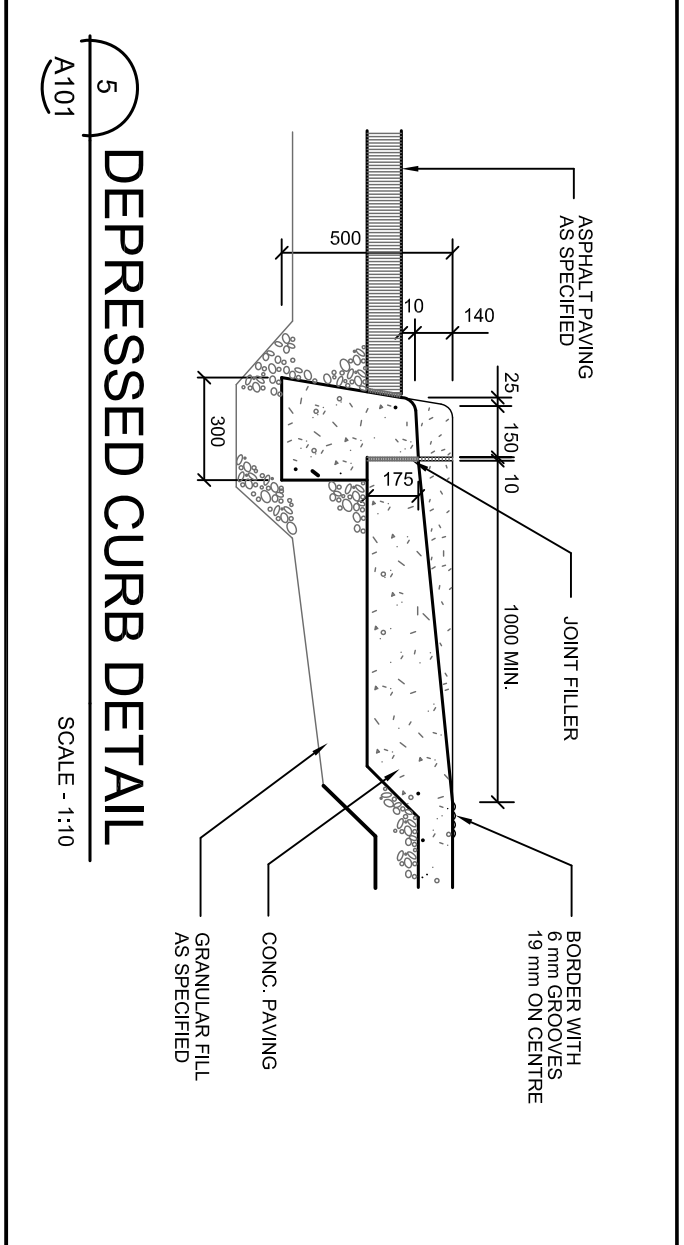 ASPHALT PAVING
AS SPECIFIED
JOINT FILLER
BORDER WITH
6 mm GROOVES
19 mm ON CENTRE
25
150
10
1000 MIN.
140
10
500
175
300
CONC. PAVING
GRANULAR FILL
AS SPECIFIED
5
A101
DEPRESSED CURB DETAIL
SCALE - 1:10